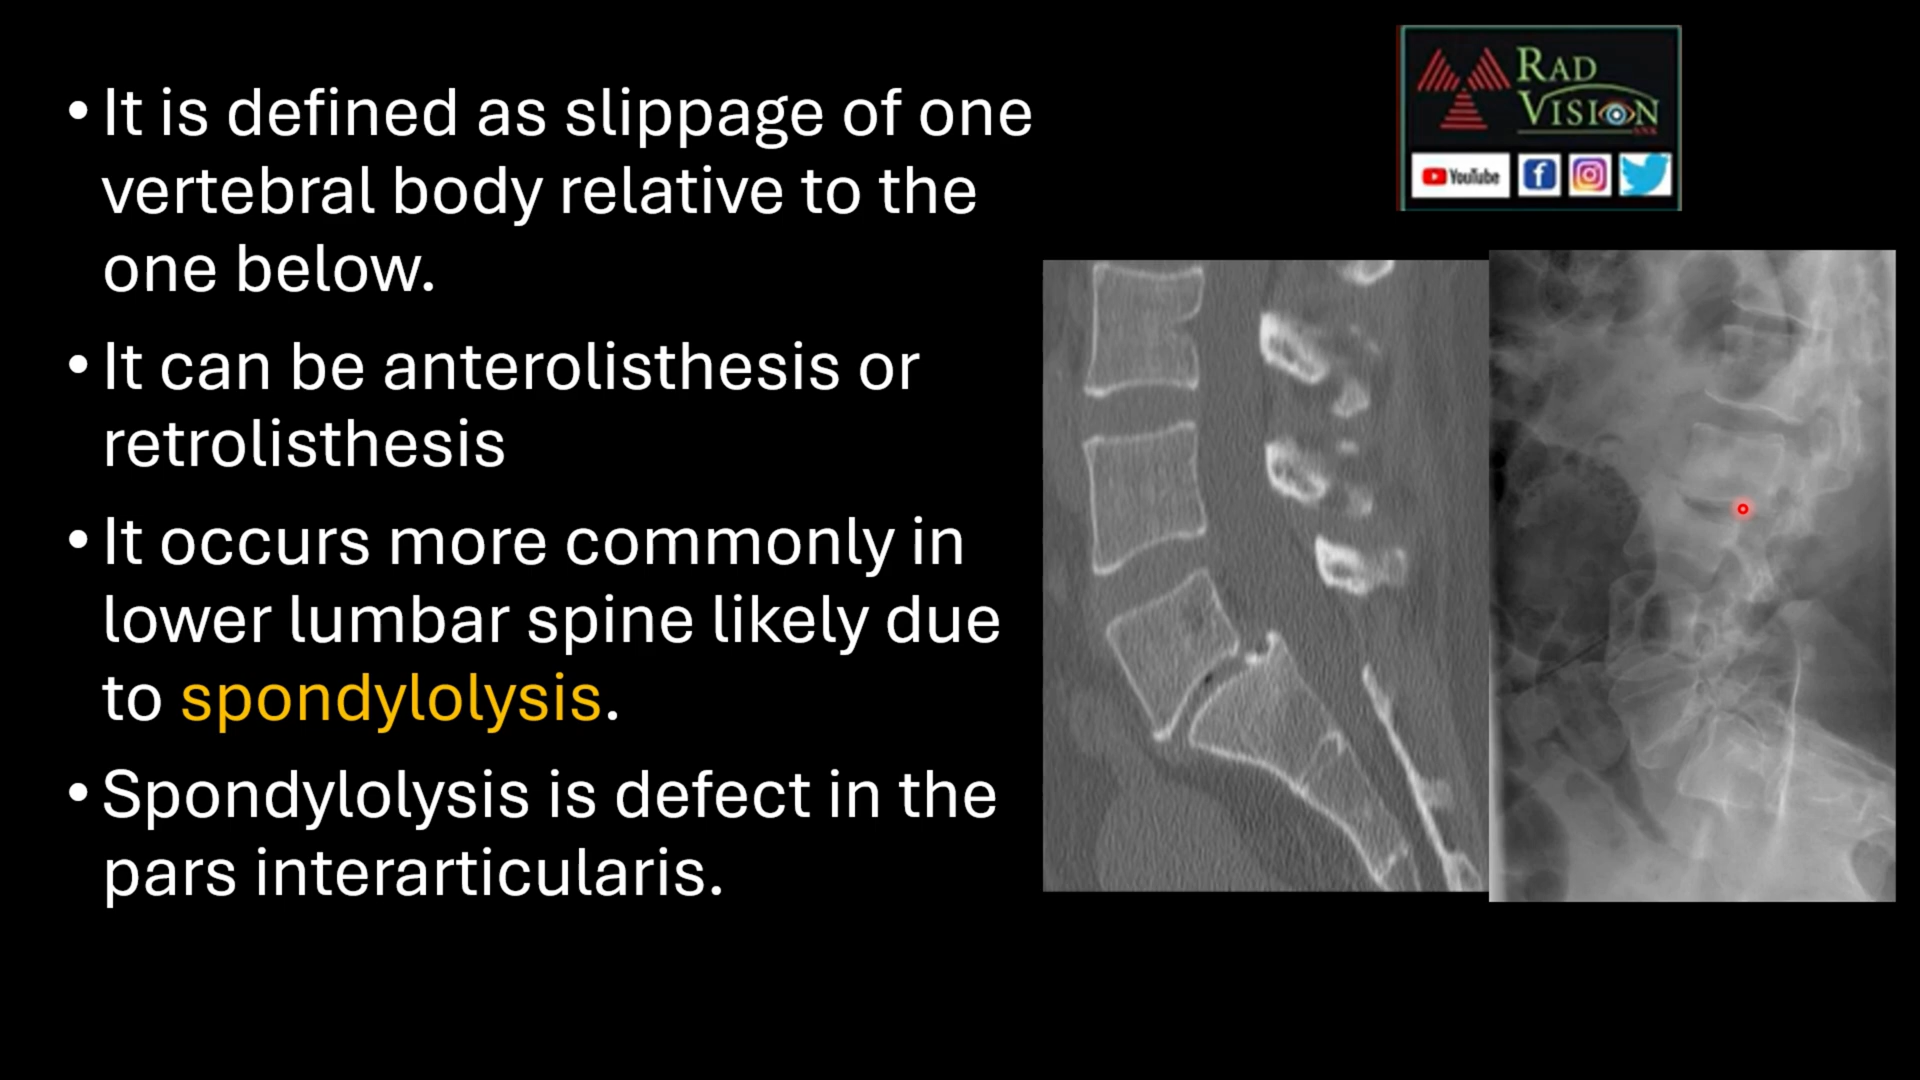 • It is defined as slippage of one
vertebral body relative to the
one below.
• It can be anterolisthesis or
retrolisthesis
• It occurs more commonly in
lower lumbar spine likely due
to spondylolysis.
• Spondylolysis is defect in the
pars interarticularis.
RAD
VISION
YouTube